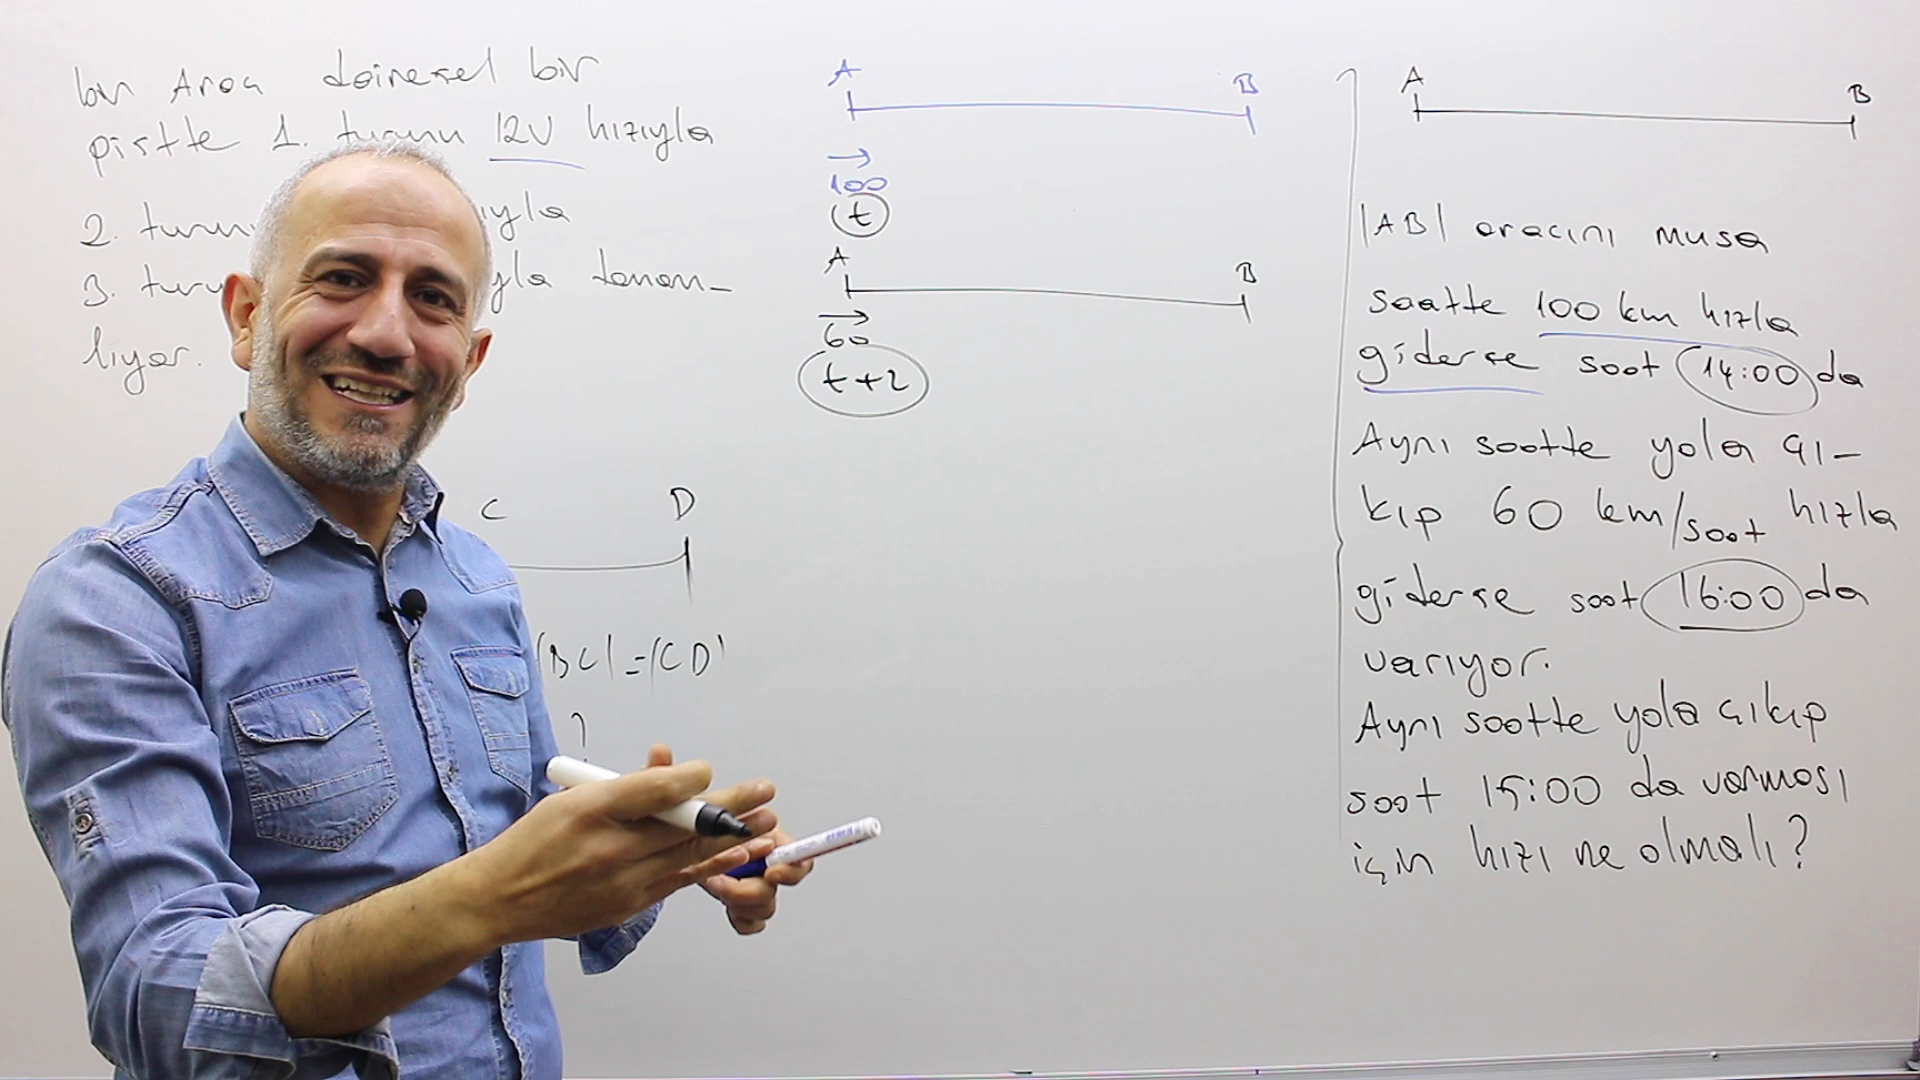 bir Araç dairesel bir
pistte 1. turunu 12V hızıyla
2. turunu ıyla
3. turu yla tamam-
lıyor.
C D
|BC|=|CD|
?
A B
100
t
A B
60
t+2
A B
|AB| aracını musa
saatte 100 km hızla
giderse saat 14:00 da
Aynı saatte yola çı-
kıp 60 km/saat hızla
giderse saat 16:00 da
varıyor.
Aynı saatte yola çıkıp
saat 15:00 da varması
için hızı ne olmalı?